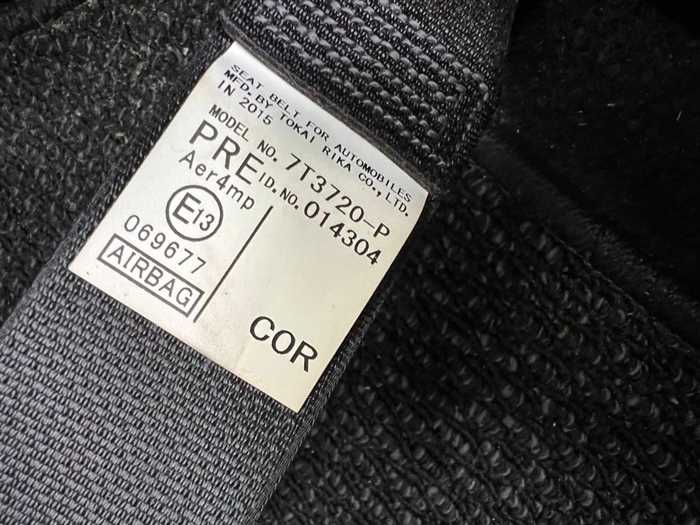 SEAT BELT FOR AUTOMOBILES
MFD.BY TOKAI RIKA CO.,LTD.
IN 2015
MODEL NO. 7T3720-P
PRE ID.NO. 014304
Aer4mp
E13
069677
AIRBAG
COR